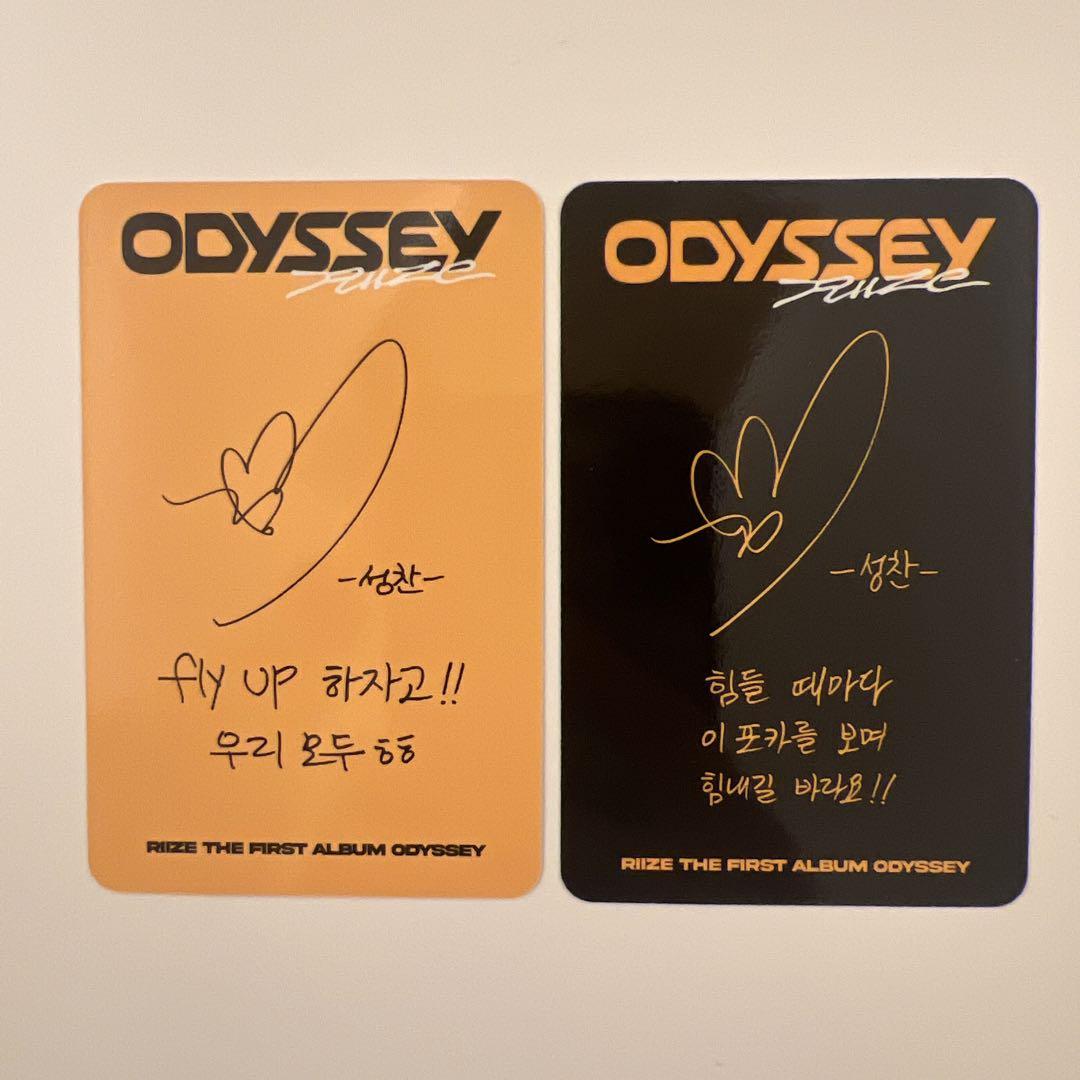 ODYSSEY
RIIZE
-성찬-
fly up 하자고!!
우리 모두 ㅎㅎ
RIIZE THE FIRST ALBUM ODYSSEY
ODYSSEY
RIIZE
-성찬-
힘들 때마다
이 포카를 보며
힘내길 바라요!!
RIIZE THE FIRST ALBUM ODYSSEY